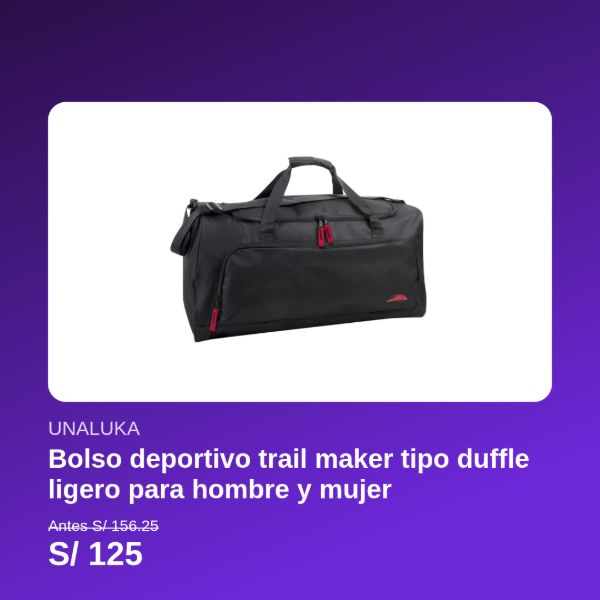 UNALUKA
Bolso deportivo trail maker tipo duffle
ligero para hombre y mujer
Antes S/ 156.25
S/ 125